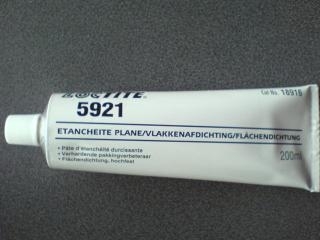 LOCTITE
Cat No. 18916
5921
ETANCHEITE PLANE/VLAKKENAFDICHTING/FLÄCHENDICHTUNG
• Pâte d'étanchéité durcissante
• Verhardende pakkingverbeteraar
• Flächendichtung, hochfest
200ml